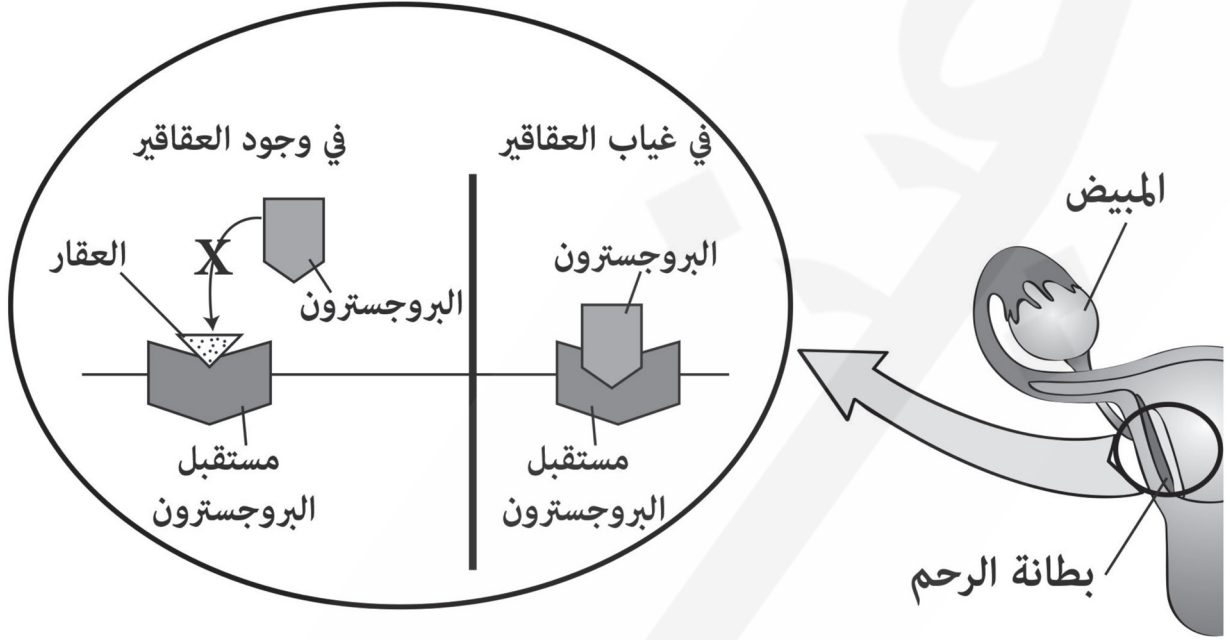 في غياب العقاقير
البروجسترون
مستقبل
البروجسترون
في وجود العقاقير
العقار
X
البروجسترون
مستقبل
البروجسترون
المبيض
بطانة الرحم